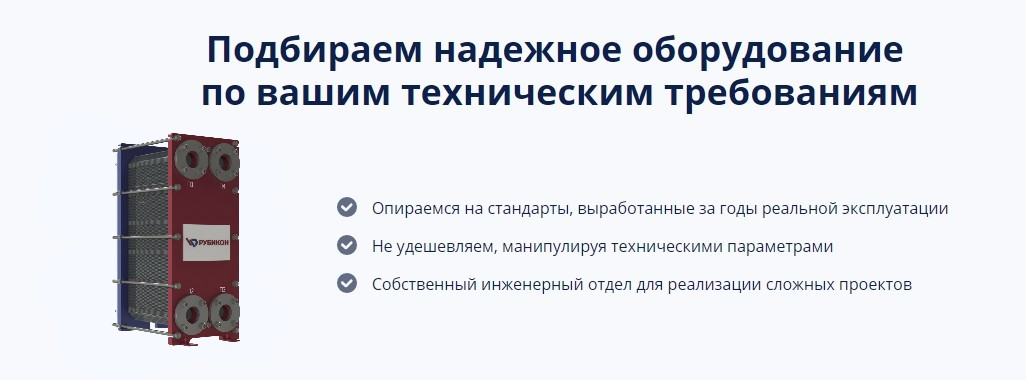 Подбираем надежное оборудование
по вашим техническим требованиям
РУБИКОН
Опираемся на стандарты, выработанные за годы реальной эксплуатации
Не удешевляем, манипулируя техническими параметрами
Собственный инженерный отдел для реализации сложных проектов